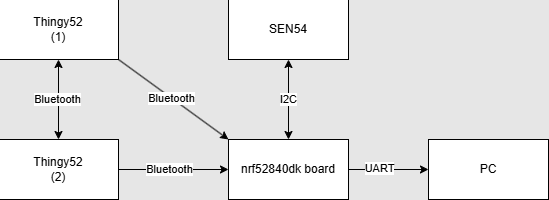 Thingy52
(1)
SEN54
Bluetooth
Bluetooth
I2C
Thingy52
(2)
Bluetooth
nrf52840dk board
UART
PC